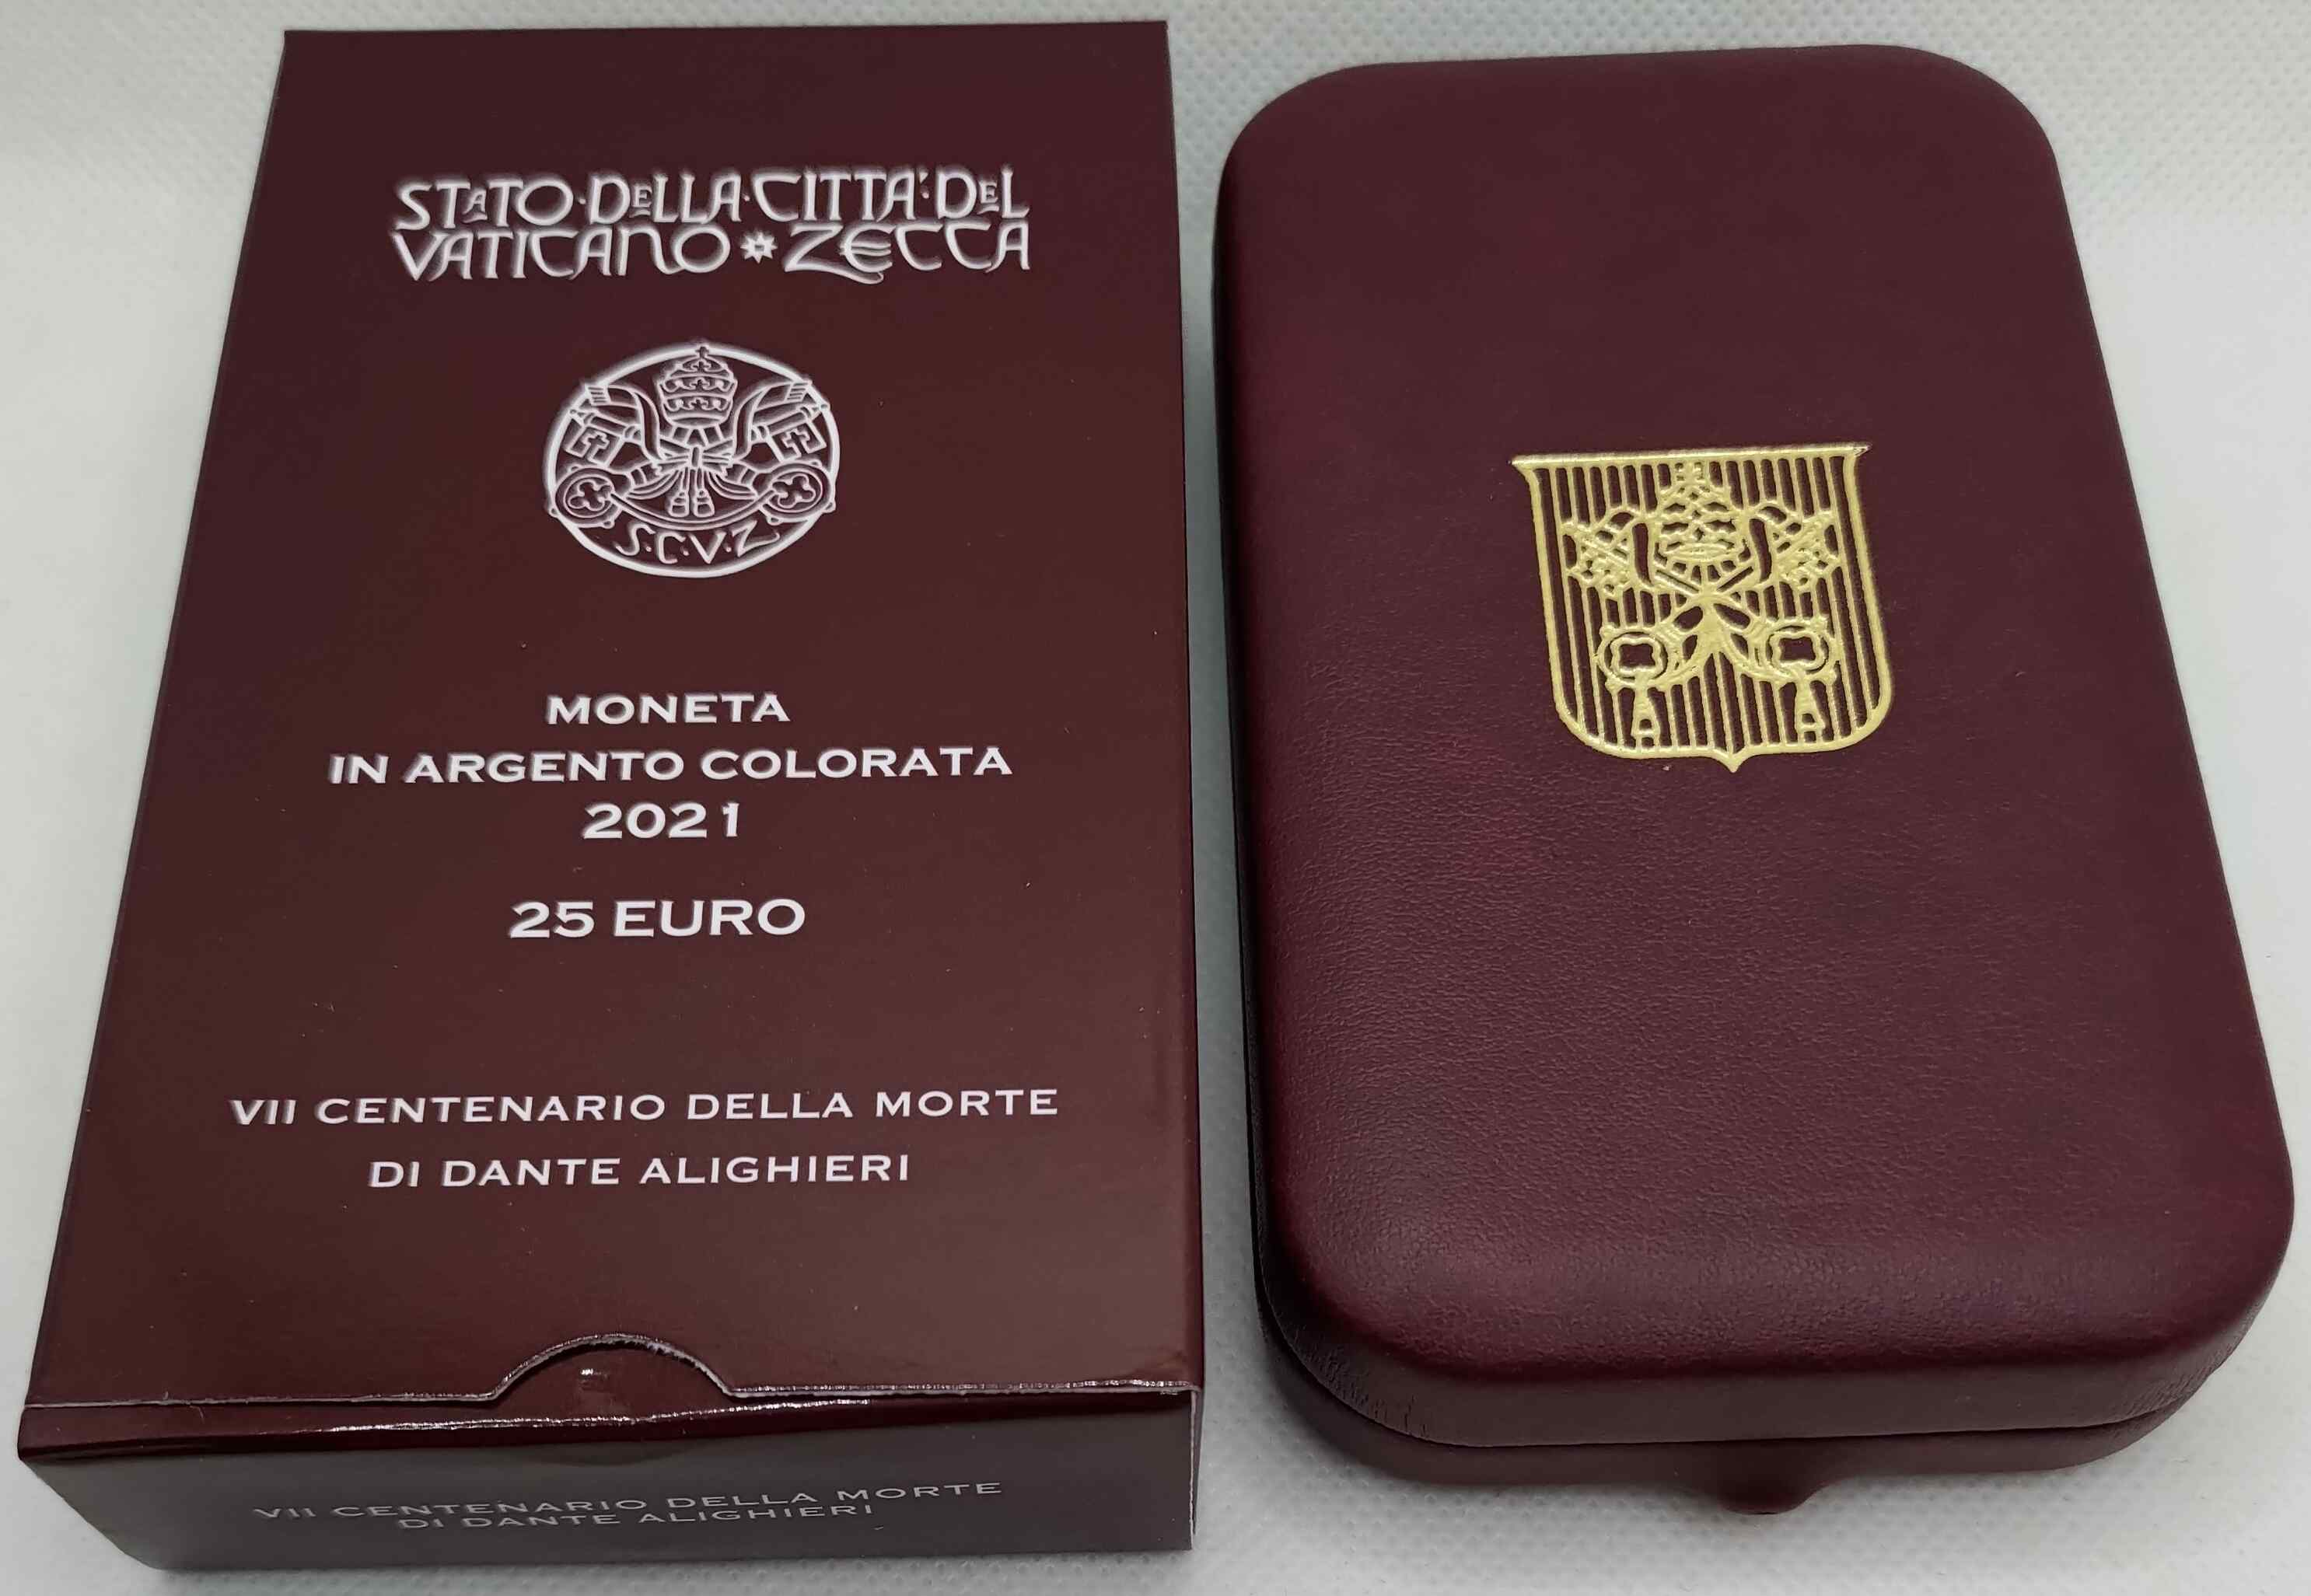 STATO·DELLA·CITTA'·DEL
VATICANO * ZECCA
S·C·V·Z
MONETA
IN ARGENTO COLORATA
2021
25 EURO
VII CENTENARIO DELLA MORTE
DI DANTE ALIGHIERI
VII CENTENARIO DELLA MORTE
DI DANTE ALIGHIERI